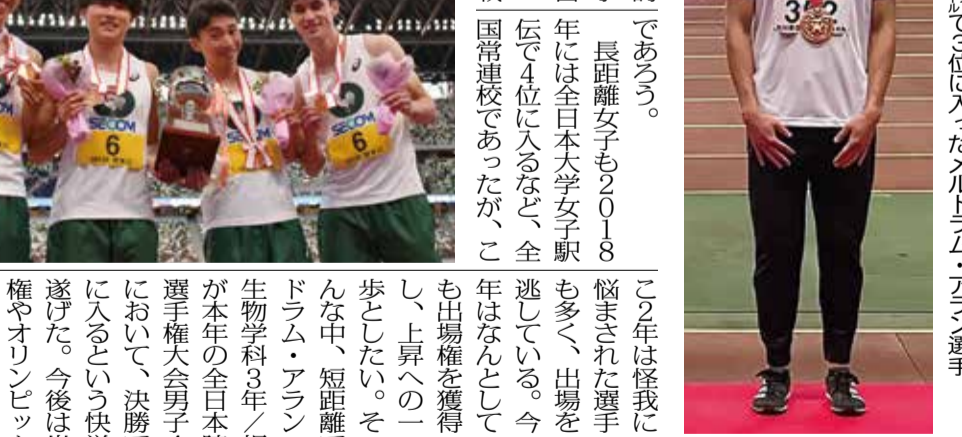 であろう。
長距離女子も２０１８
年には全日本大学女子駅
伝で４位に入るなど、全
国常連校であったが、こ
こ２年は怪我に
悩まされた選手
も多く、出場を
逃している。今
年はなんとして
も出場権を獲得
し、上昇への一
歩としたい。そ
んな中、短距離で
ドラム・アラン
生物学科３年／
が本年の全日本
選手権大会男子
において、決勝
に入るという快
遂げた。今後は
権やオリンピッ
で３位に入ったメルドラム・アラン選手
SECOM
6
SECOM
6
SECOM
6